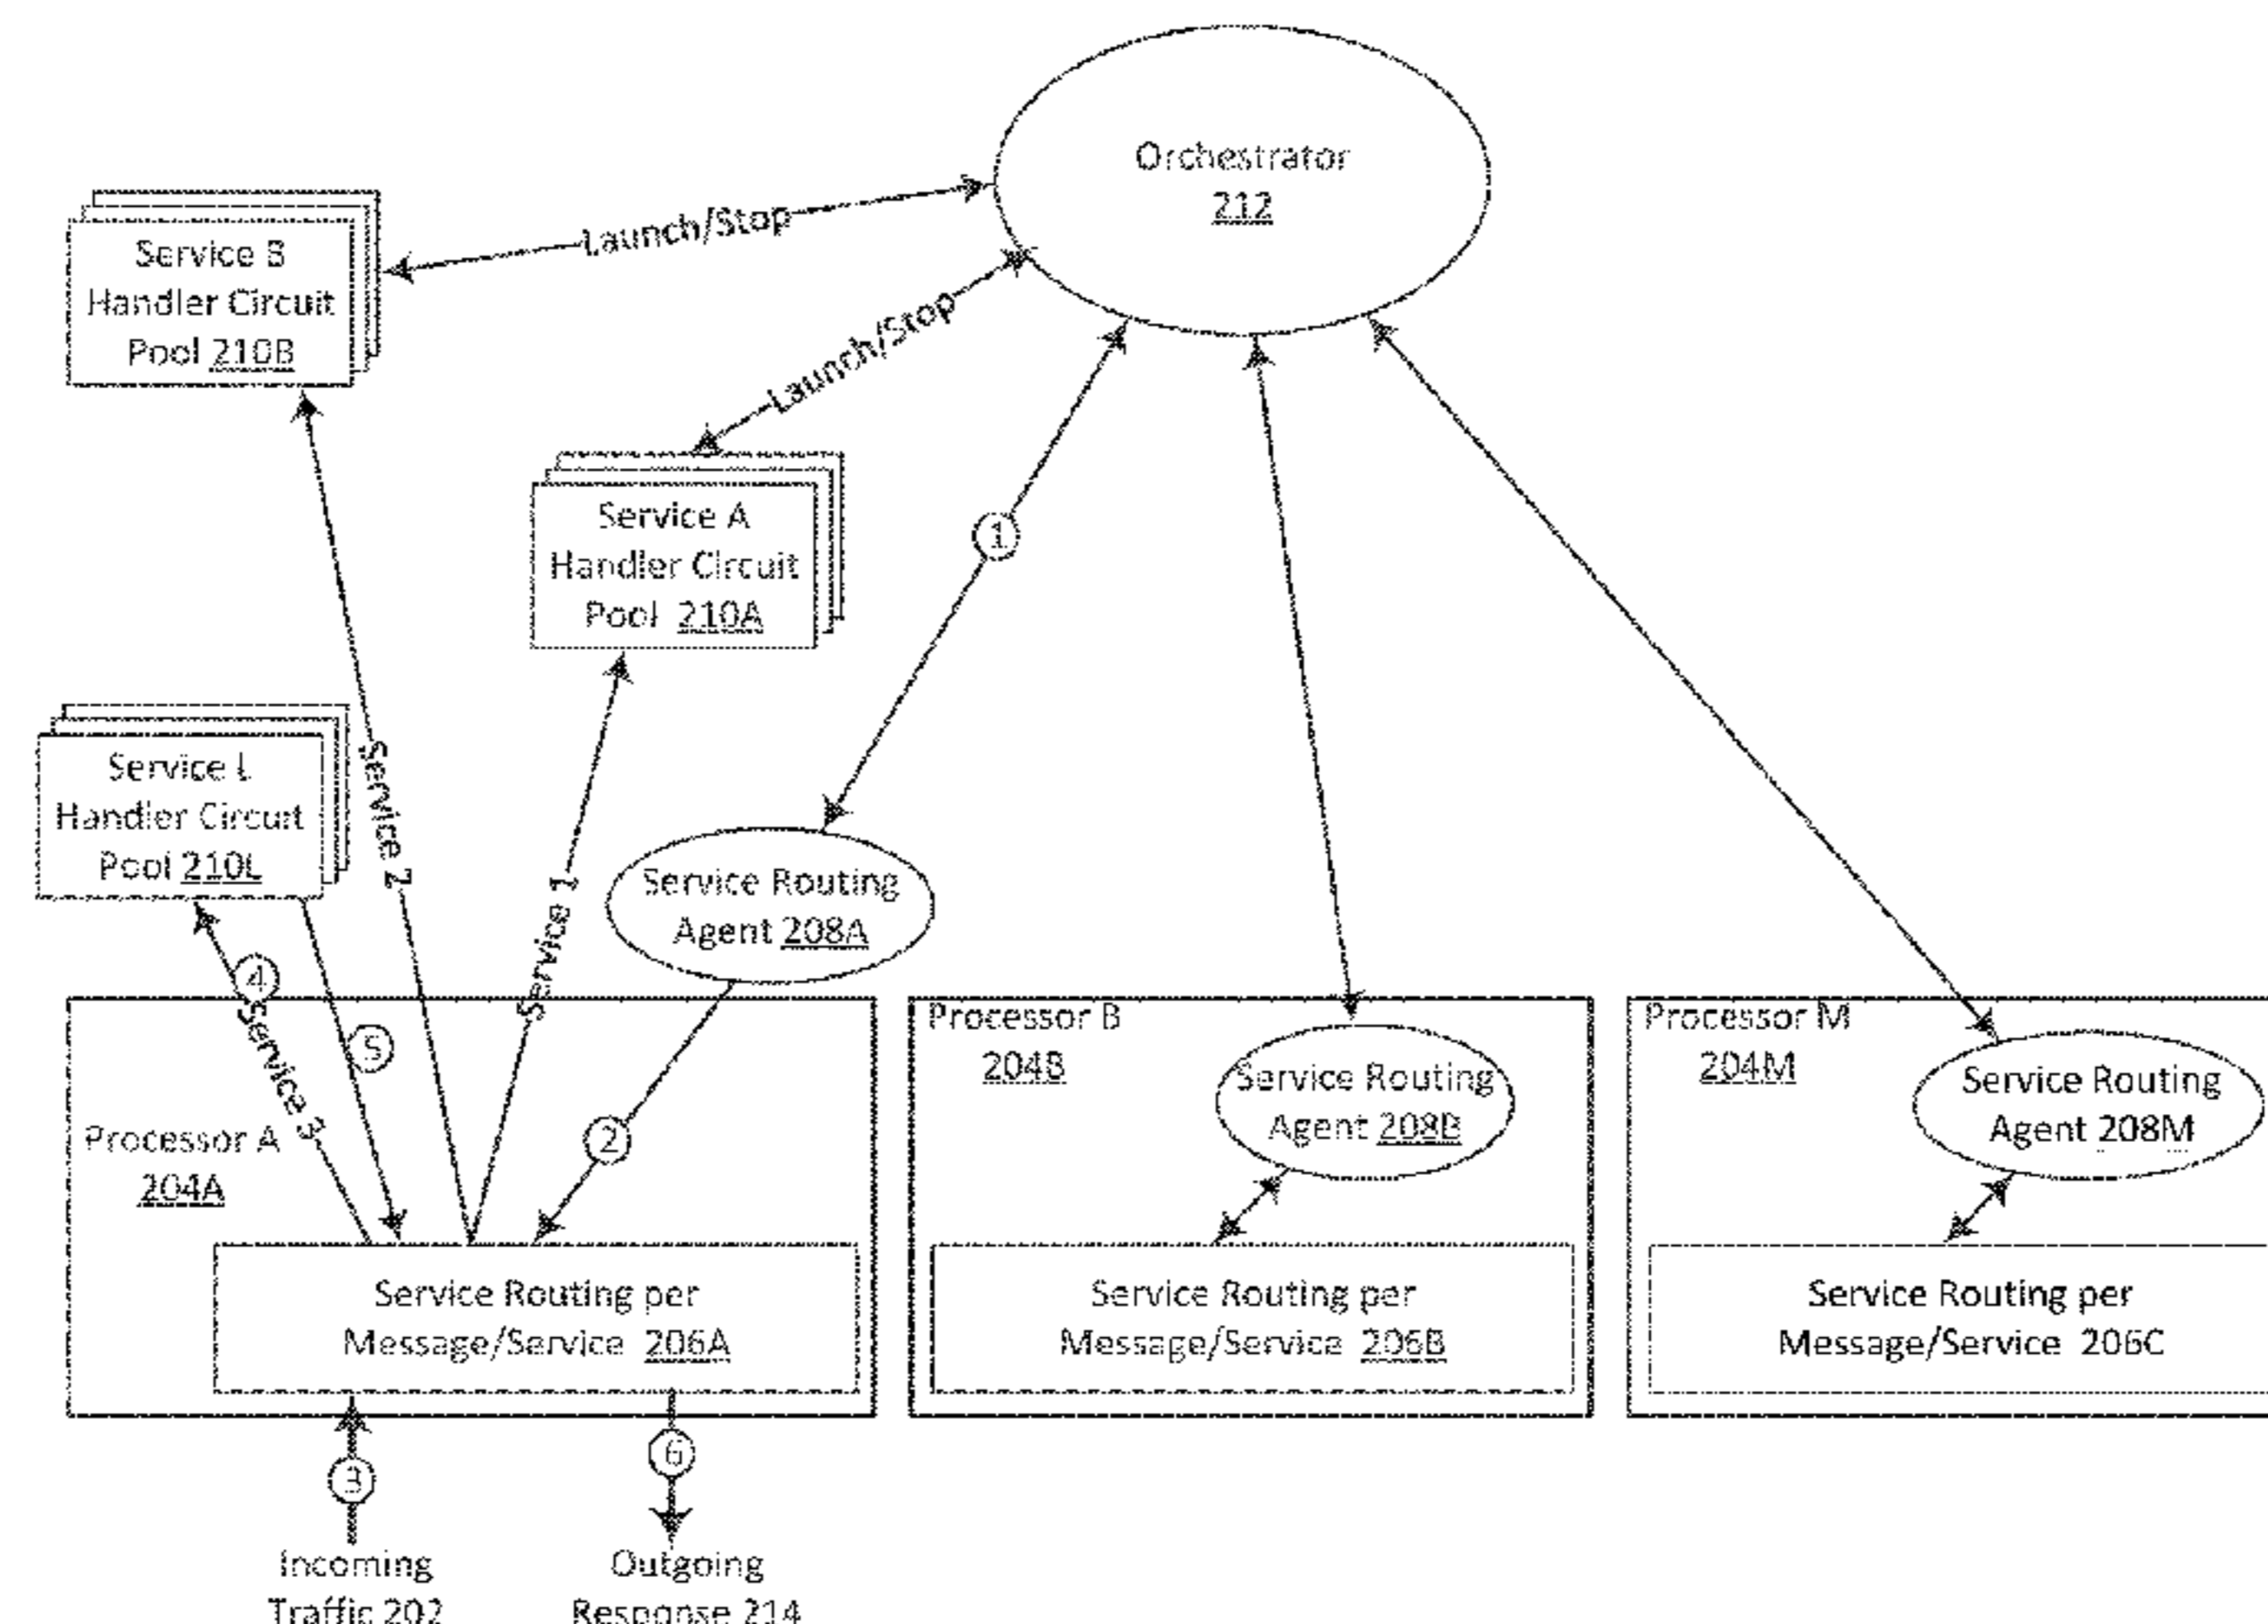 Orchestrator
212
Launch/Stop
Service B
Handler Circuit
Pool 210B
Launch/Stop
Service A
Handler Circuit
Pool 210A
1
Service L
Handler Circuit
Pool 210L
Service 2
Service 1
Service Routing
Agent 208A
4
Service 3
5
2
Processor A
204A
Service Routing per
Message/Service 206A
Processor B
204B
Service Routing
Agent 208B
Service Routing per
Message/Service 206B
Processor M
204M
Service Routing
Agent 208M
Service Routing per
Message/Service 206C
3
6
Incoming
Traffic 202
Outgoing
Response 214